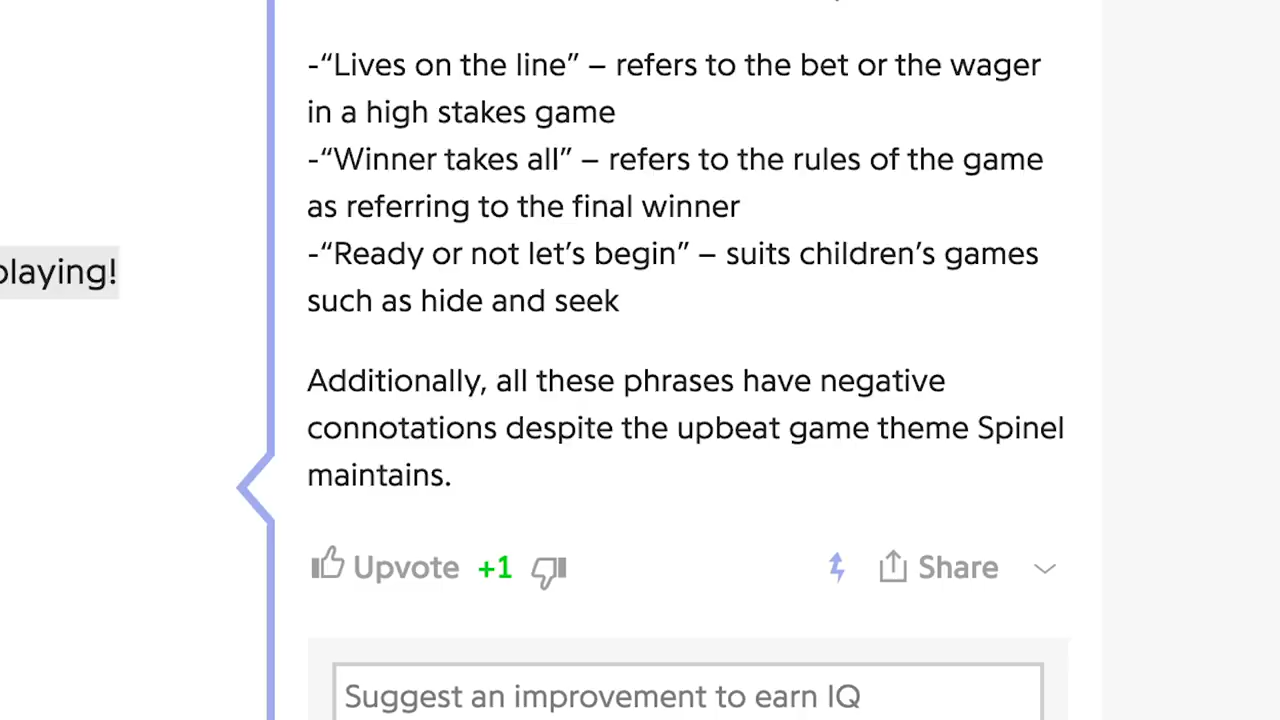 -“Lives on the line” – refers to the bet or the wager
in a high stakes game
-“Winner takes all” – refers to the rules of the game
as referring to the final winner
-“Ready or not let’s begin” – suits children’s games
such as hide and seek
playing!
Additionally, all these phrases have negative
connotations despite the upbeat game theme Spinel
maintains.
Upvote +1 Share
Suggest an improvement to earn IQ